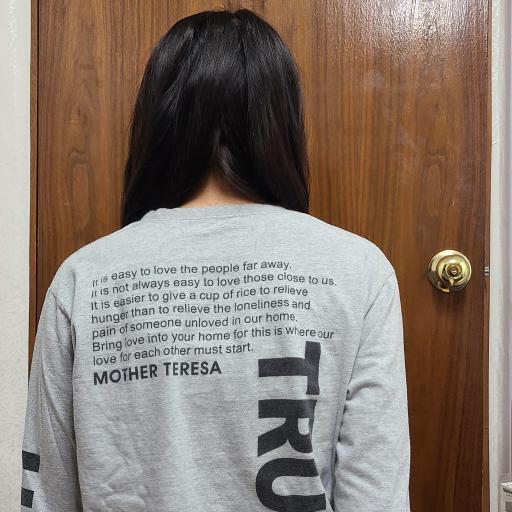 It is easy to love the people far away.
It is not always easy to love those close to us.
It is easier to give a cup of rice to relieve
hunger than to relieve the loneliness and
pain of someone unloved in our home.
Bring love into your home for this is where our
love for each other must start.
MOTHER TERESA
TRU